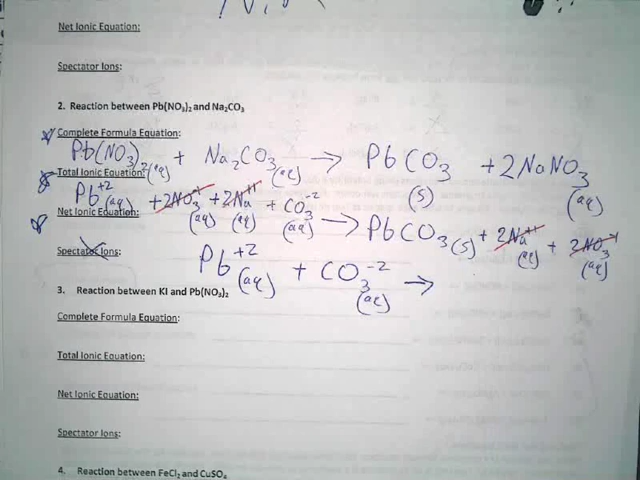 Net Ionic Equation:
Spectator Ions:
2. Reaction between Pb(NO₃)₂ and Na₂CO₃
Complete Formula Equation:
Pb(NO₃)₂(aq) + Na₂CO₃(aq) → PbCO₃(s) + 2NaNO₃(aq)
Total Ionic Equation:
Pb⁺²(aq) + 2NO₃⁻¹(aq) + 2Na⁺¹(aq) + CO₃⁻²(aq) → PbCO₃(s) + 2Na⁺¹(aq) + 2NO₃⁻¹(aq)
Net Ionic Equation:
Pb⁺²(aq) + CO₃⁻²(aq) →
Spectator Ions:
3. Reaction between KI and Pb(NO₃)₂
Complete Formula Equation:
Total Ionic Equation:
Net Ionic Equation:
Spectator Ions:
4. Reaction between FeCl₂ and CuSO₄